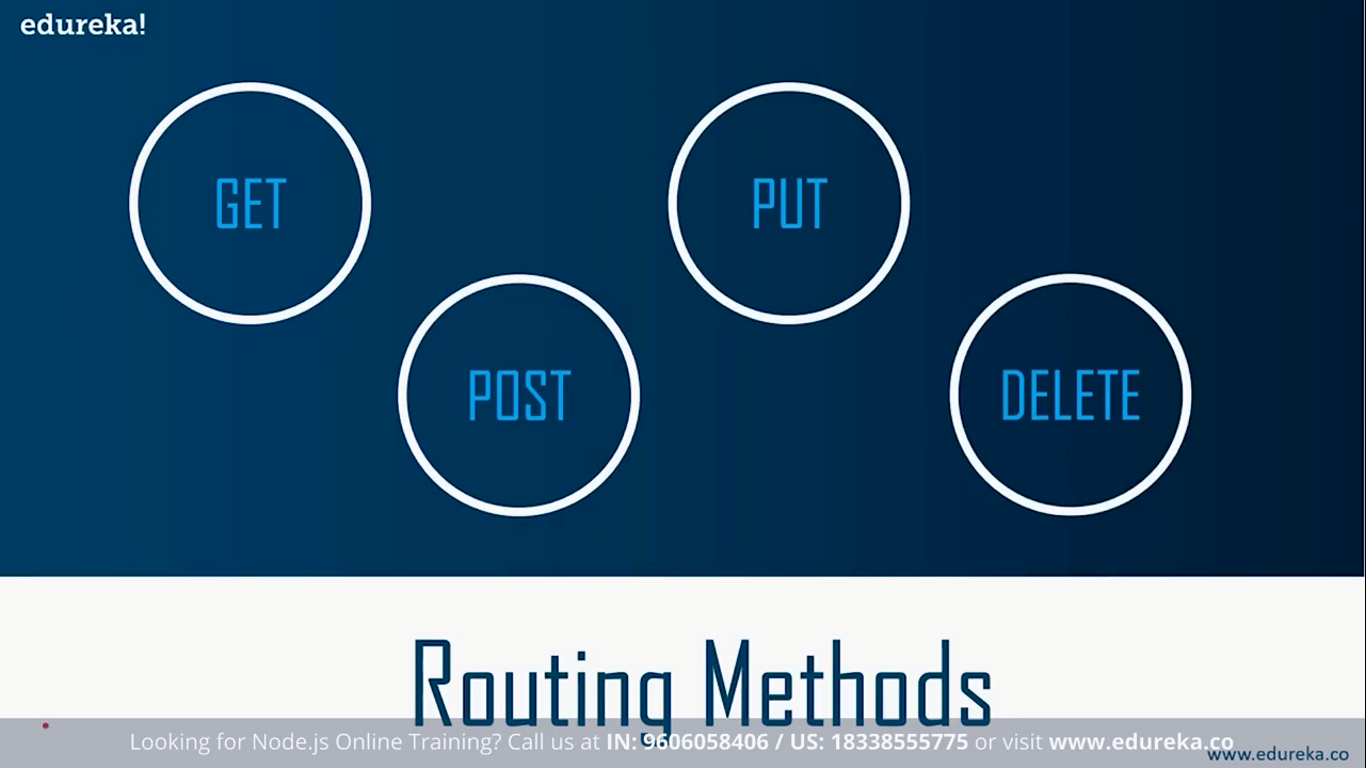 edureka!
GET
PUT
POST
DELETE
Routing Methods
Looking for Node.js Online Training? Call us at IN: 9606058406 / US: 18338555775 or visit www.edureka.co
www.edureka.co